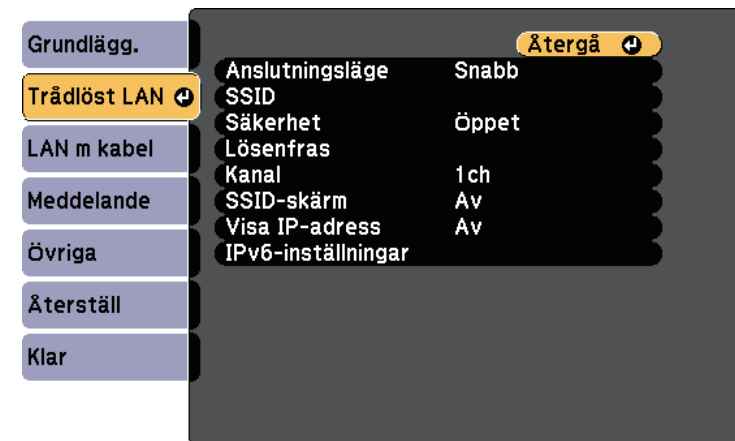 Grundlägg.
Trådlöst LAN
LAN m kabel
Meddelande
Övriga
Återställ
Klar
Återgå
Anslutningsläge Snabb
SSID
Säkerhet Öppet
Lösenfras
Kanal 1ch
SSID-skärm Av
Visa IP-adress Av
IPv6-inställningar